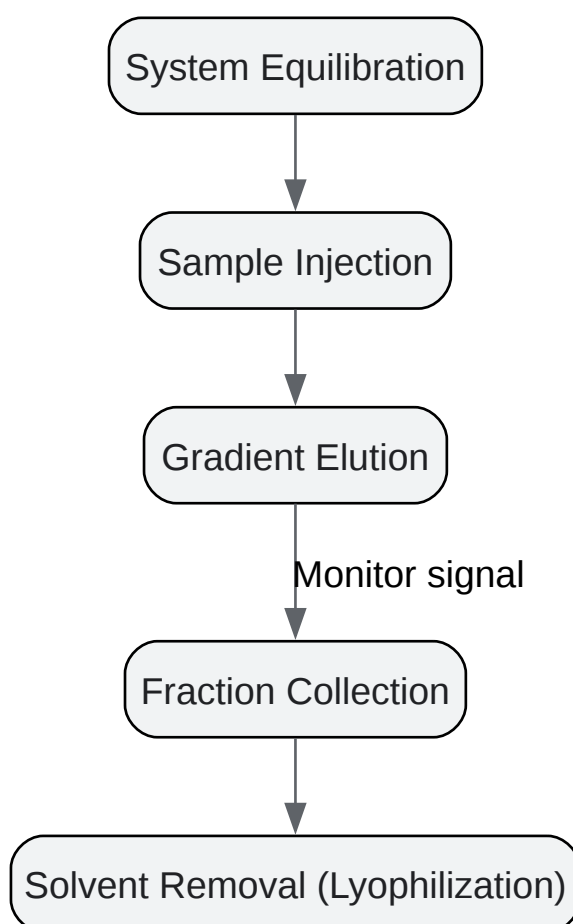 System Equilibration
Sample Injection
Gradient Elution
Monitor signal
Fraction Collection
Solvent Removal (Lyophilization)